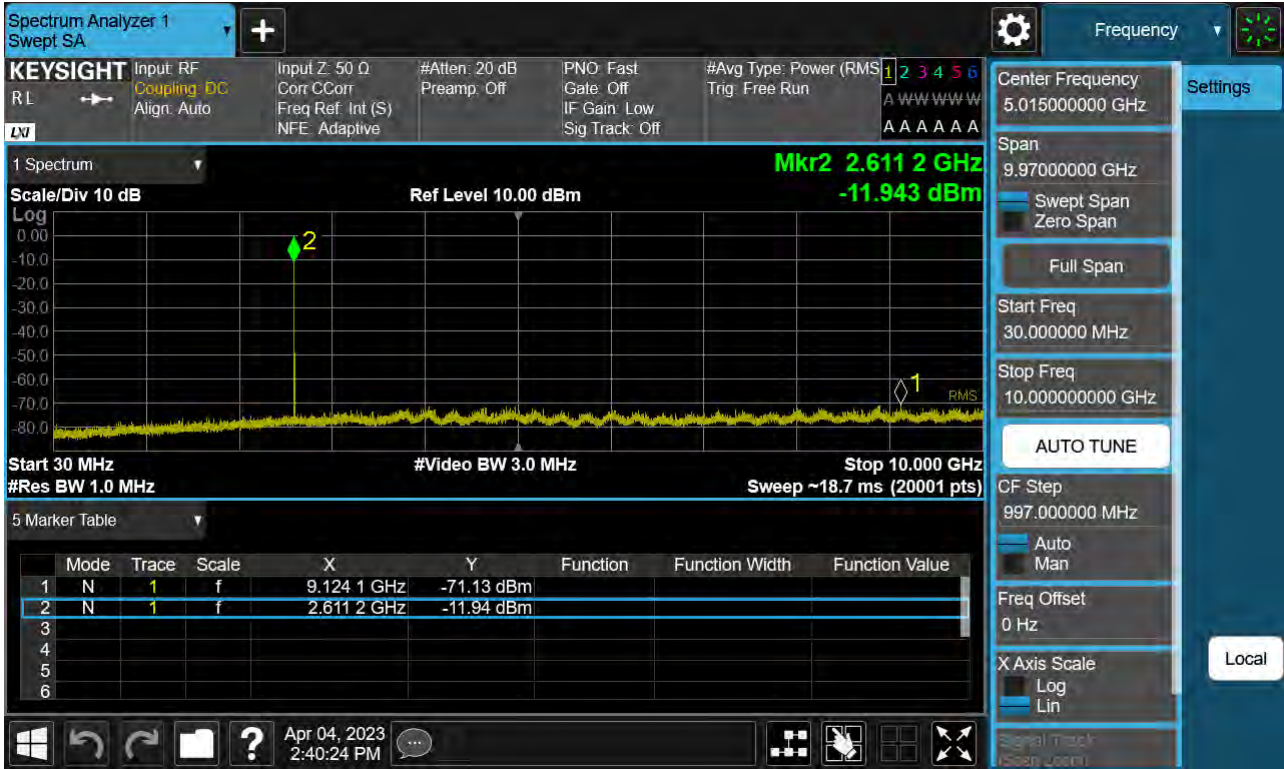 Spectrum Analyzer 1
Swept SA
Frequency
KEYSIGHT
RL
LXI
Input: RF
Coupling: DC
Align: Auto
Input Z: 50 Ω
Corr CCorr
Freq Ref: Int (S)
NFE: Adaptive
#Atten: 20 dB
Preamp: Off
PNO: Fast
Gate: Off
IF Gain: Low
Sig Track: Off
#Avg Type: Power (RMS
Trig: Free Run
1 2 3 4 5 6
A W W W W W
A A A A A A
1 Spectrum
Mkr2 2.611 2 GHz
Scale/Div 10 dB
Ref Level 10.00 dBm
-11.943 dBm
Log
0.00
-10.0
-20.0
-30.0
-40.0
-50.0
-60.0
-70.0
-80.0
2
1
RMS
Start 30 MHz
#Video BW 3.0 MHz
Stop 10.000 GHz
#Res BW 1.0 MHz
Sweep ~18.7 ms (20001 pts)
5 Marker Table
Mode Trace Scale X Y Function Function Width Function Value
1 N 1 f 9.124 1 GHz -71.13 dBm
2 N 1 f 2.611 2 GHz -11.94 dBm
3
4
5
6
?
Apr 04, 2023
2:40:24 PM
Center Frequency
5.015000000 GHz
Settings
Span
9.97000000 GHz
Swept Span
Zero Span
Full Span
Start Freq
30.000000 MHz
Stop Freq
10.000000000 GHz
AUTO TUNE
CF Step
997.000000 MHz
Auto
Man
Freq Offset
0 Hz
X Axis Scale
Log
Lin
Local
Signal Track
(Span Zoom)